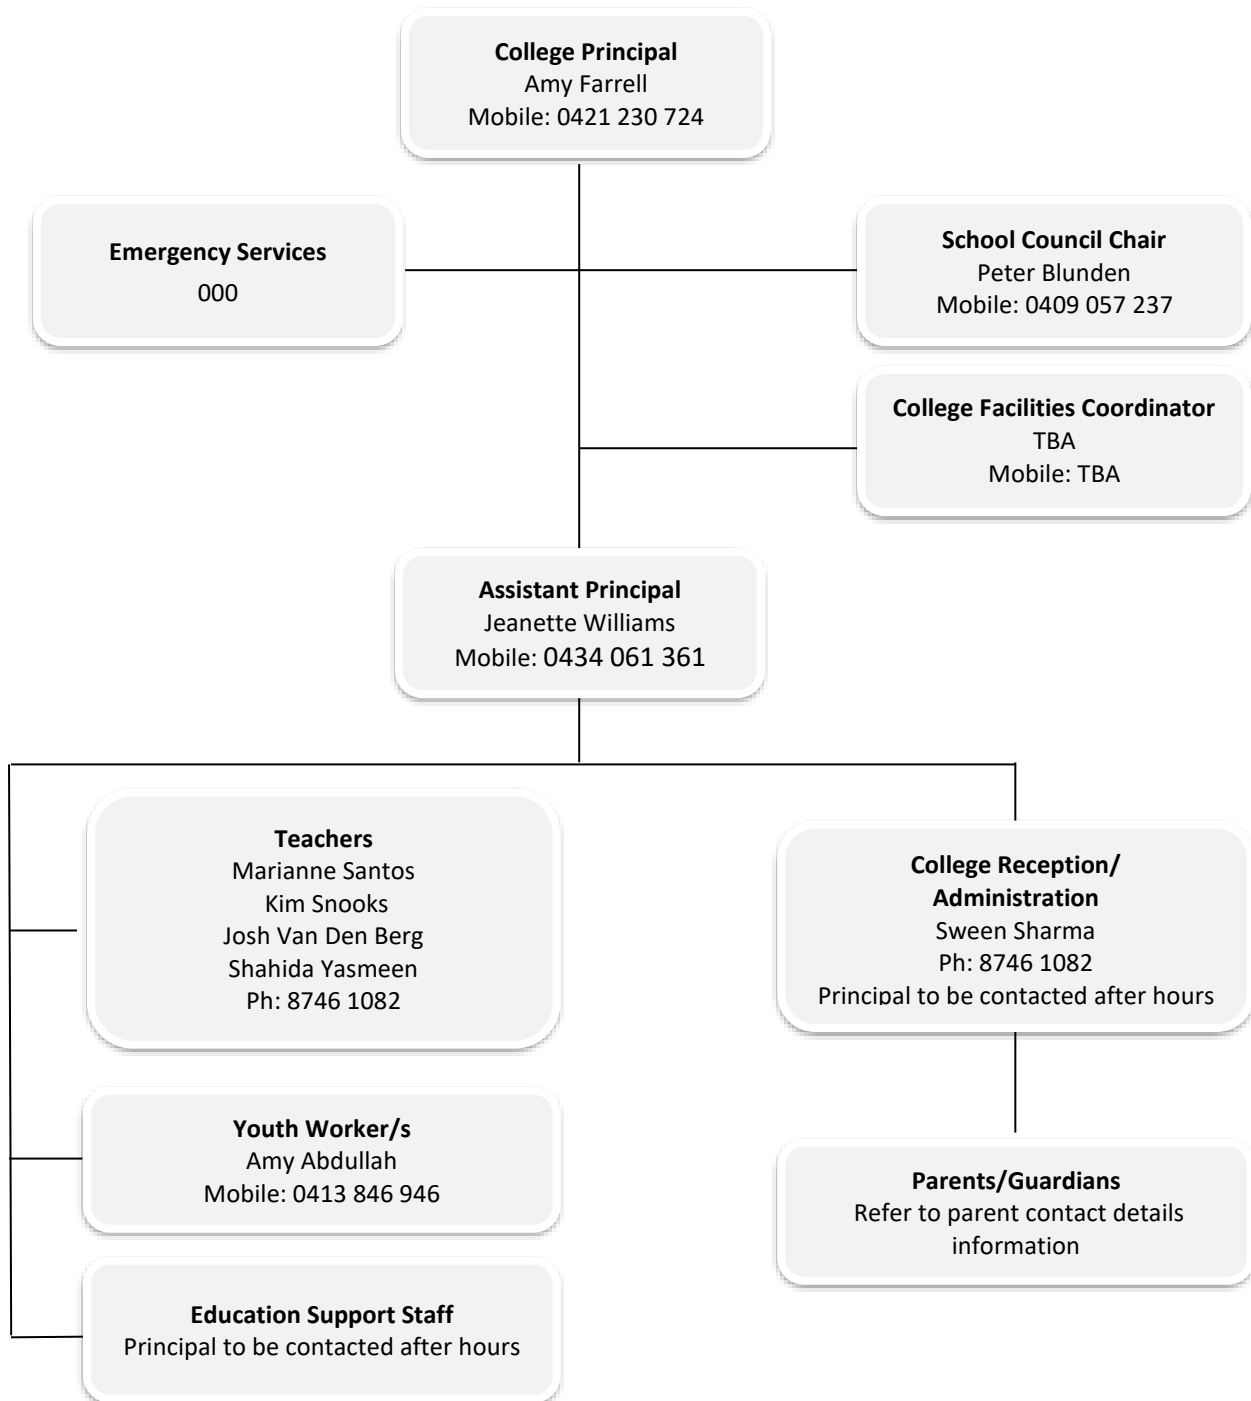 College Principal
Amy Farrell
Mobile: 0421 230 724
Emergency Services
000
School Council Chair
Peter Blunden
Mobile: 0409 057 237
College Facilities Coordinator
TBA
Mobile: TBA
Assistant Principal
Jeanette Williams
Mobile: 0434 061 361
Teachers
Marianne Santos
Kim Snooks
Josh Van Den Berg
Shahida Yasmeen
Ph: 8746 1082
College Reception/
Administration
Sween Sharma
Ph: 8746 1082
Principal to be contacted after hours
Youth Worker/s
Amy Abdullah
Mobile: 0413 846 946
Parents/Guardians
Refer to parent contact details
information
Education Support Staff
Principal to be contacted after hours